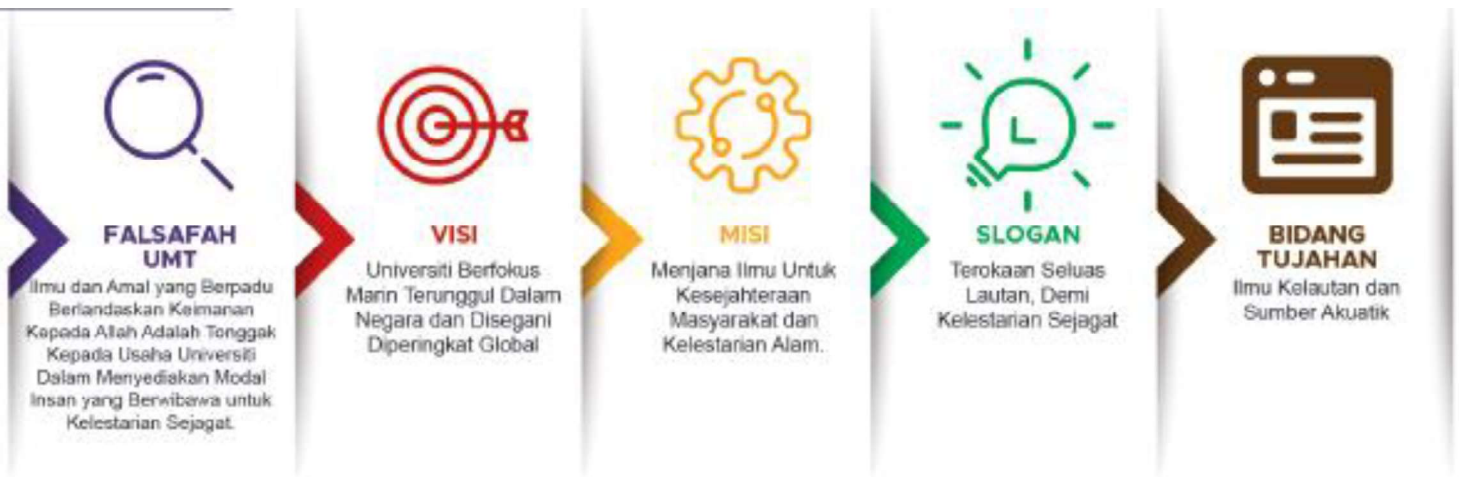 FALSAFAH
UMT
Ilmu dan Amal yang Berpadu
Berlandaskan Keimanan
Kepada Allah Adalah Tonggak
Kepada Usaha Universiti
Dalam Menyediakan Modal
Insan yang Berwibawa untuk
Kelestarian Sejagat.
VISI
Universiti Berfokus
Marin Terunggul Dalam
Negara dan Disegani
Diperingkat Global
MISI
Menjana Ilmu Untuk
Kesejahteraan
Masyarakat dan
Kelestarian Alam.
SLOGAN
Terokaan Seluas
Lautan, Demi
Kelestarian Sejagat
BIDANG
TUJAHAN
Ilmu Kelautan dan
Sumber Akuatik